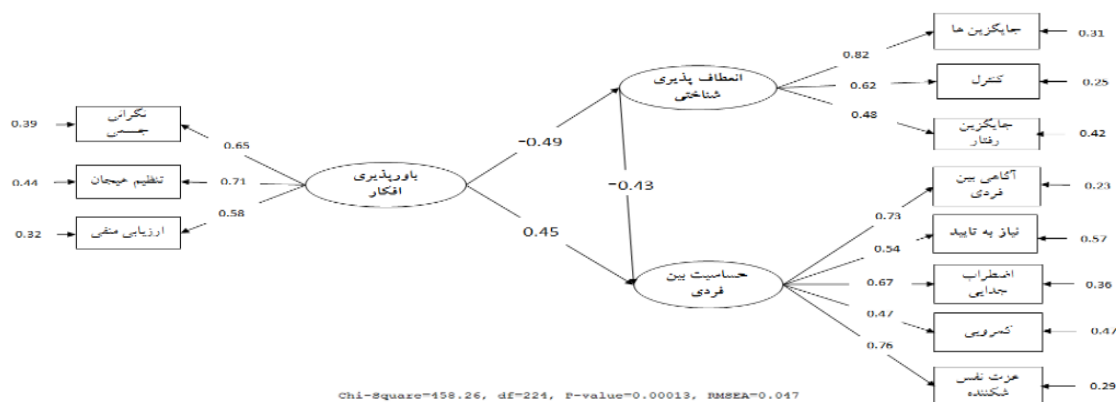 0.39
نگرانی
جسمی
0.65
0.44
تنظیم هیجان
0.71
0.32
ارزیابی منفی
0.58
باورپذیری
افکار
-0.49
0.45
-0.43
انعطاف پذیری
شناختی
0.82
جایگزین ها
0.31
0.62
کنترل
0.25
0.48
جایگزین
رفتار
0.42
حساسیت بین
فردی
0.73
آگاهی بین
فردی
0.23
0.54
نیاز به تایید
0.57
0.67
اضطراب
جدایی
0.36
0.47
کمرویی
0.47
0.76
عزت نفس
شکننده
0.29
Chi-Square=458.26, df=224, P-value=0.00013, RMSEA=0.047